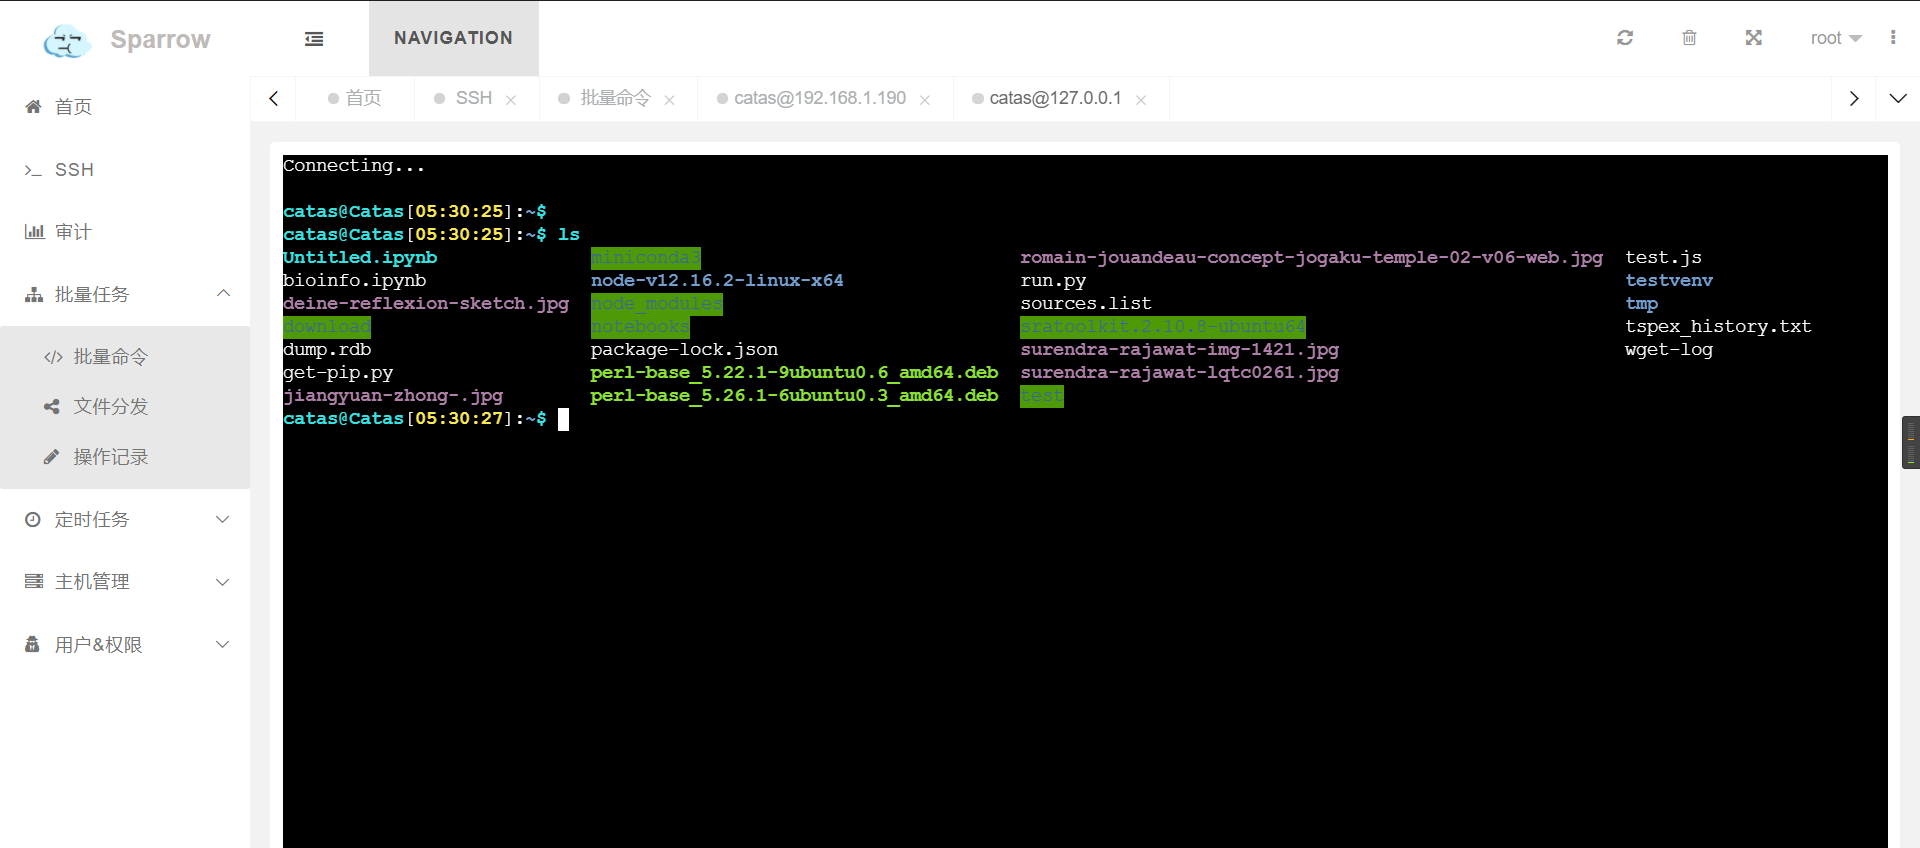 Sparrow
NAVIGATION
root
首页
SSH
审计
批量任务
批量命令
文件分发
操作记录
定时任务
主机管理
用户&权限
首页 SSH 批量命令 catas@192.168.1.190 catas@127.0.0.1
Connecting...
catas@Catas[05:30:25]:~$
catas@Catas[05:30:25]:~$ ls
Untitled.ipynb miniconda3 romain-jouandeau-concept-jogaku-temple-02-v06-web.jpg test.js
bioinfo.ipynb node-v12.16.2-linux-x64 run.py testvenv
deine-reflexion-sketch.jpg node_modules sources.list tmp
download notebooks sratoolkit.2.10.8-ubuntu64 tspex_history.txt
dump.rdb package-lock.json surendra-rajawat-img-1421.jpg wget-log
get-pip.py perl-base_5.22.1-9ubuntu0.6_amd64.deb surendra-rajawat-lqtc0261.jpg
jiangyuan-zhong-.jpg perl-base_5.26.1-6ubuntu0.3_amd64.deb test
catas@Catas[05:30:27]:~$